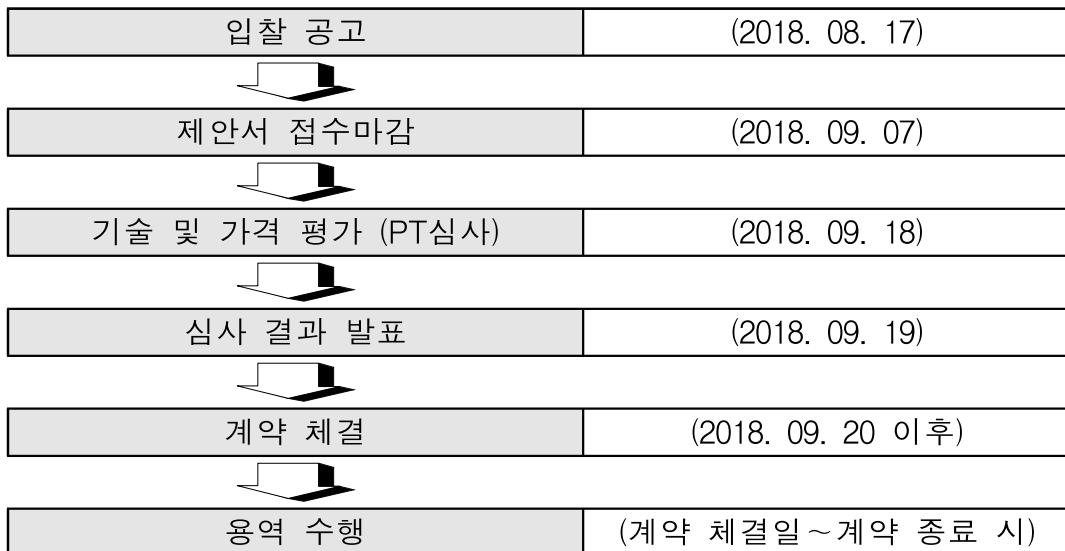 입찰 공고 (2018. 08. 17)
제안서 접수마감 (2018. 09. 07)
기술 및 가격 평가 (PT심사) (2018. 09. 18)
심사 결과 발표 (2018. 09. 19)
계약 체결 (2018. 09. 20 이후)
용역 수행 (계약 체결일～계약 종료 시)